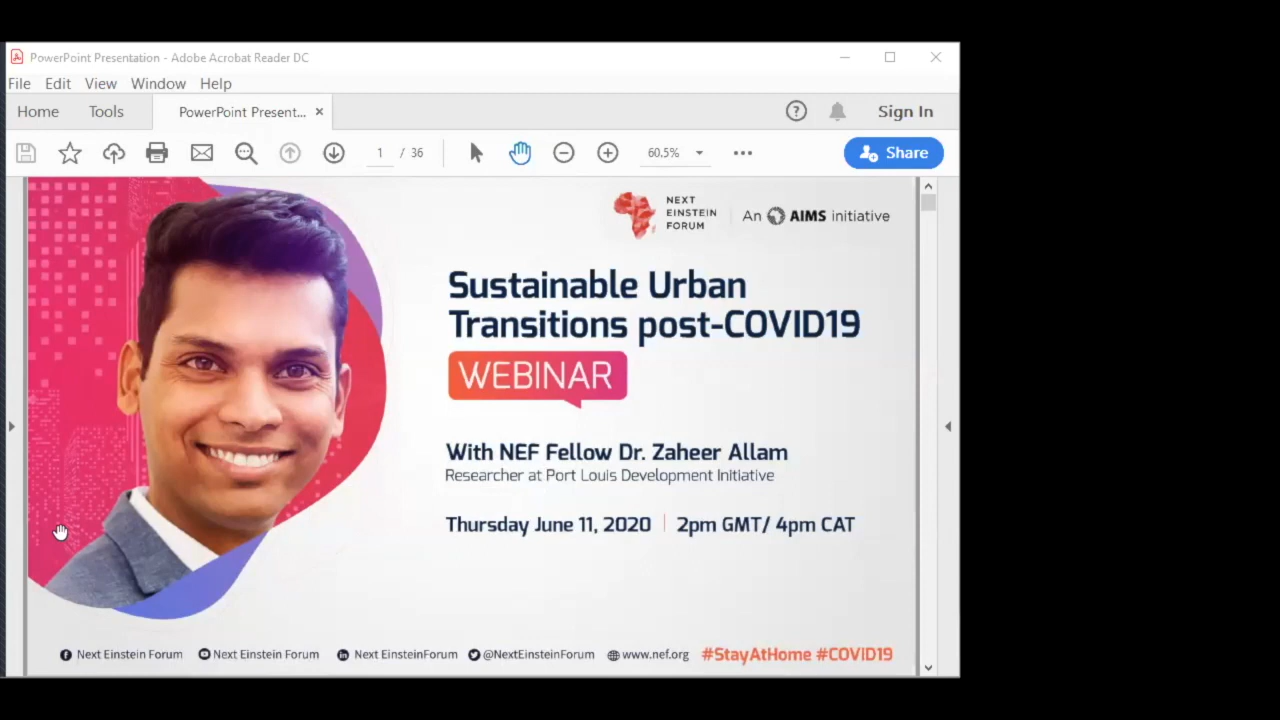 PowerPoint Presentation - Adobe Acrobat Reader DC
File Edit View Window Help
Home Tools PowerPoint Present... × ? Sign In
1 / 36 60.5% Share
NEXT
EINSTEIN
FORUM
An AIMS initiative
Sustainable Urban
Transitions post-COVID19
WEBINAR
With NEF Fellow Dr. Zaheer Allam
Researcher at Port Louis Development Initiative
Thursday June 11, 2020 | 2pm GMT/ 4pm CAT
Next Einstein Forum Next Einstein Forum Next EinsteinForum @NextEinsteinForum www.nef.org #StayAtHome #COVID19